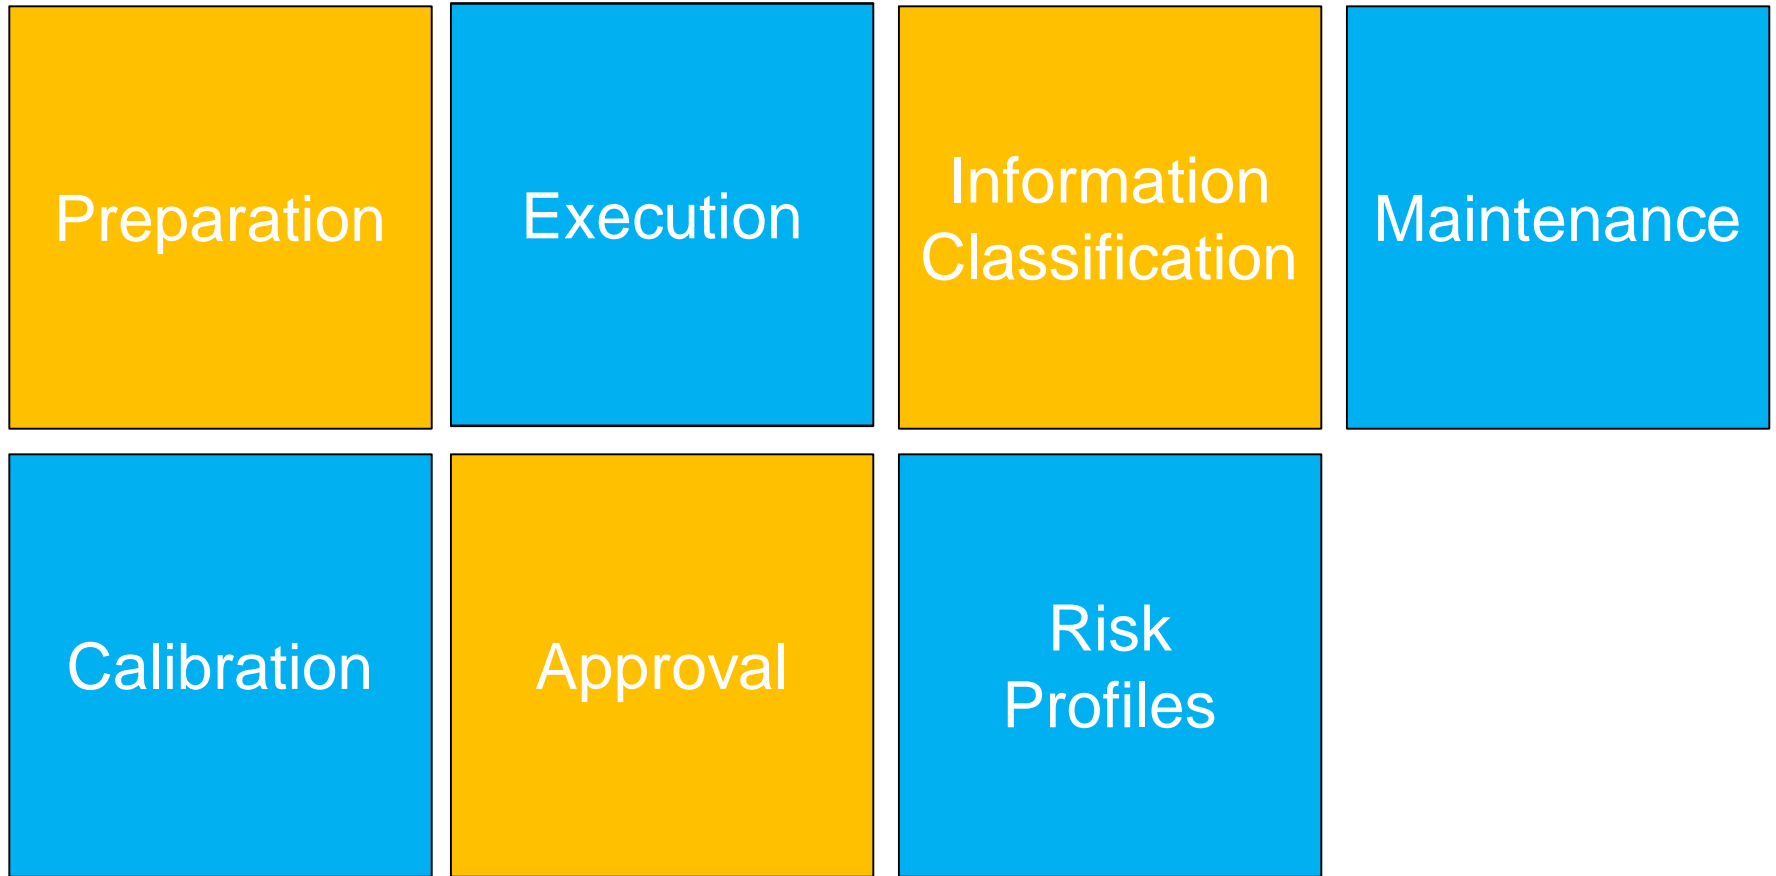 Preparation
Execution
Information
Classification
Maintenance
Calibration
Approval
Risk
Profiles